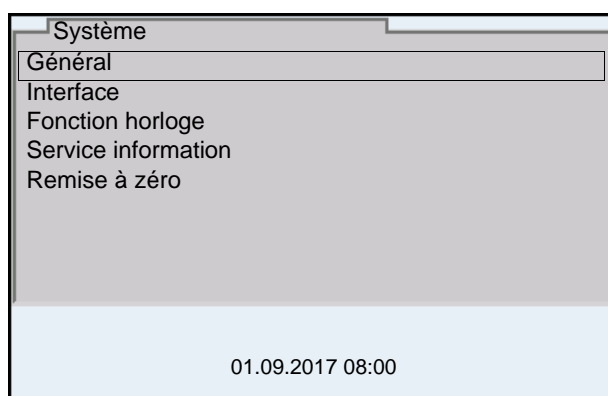 Système
Général
Interface
Fonction horloge
Service information
Remise à zéro
01.09.2017 08:00